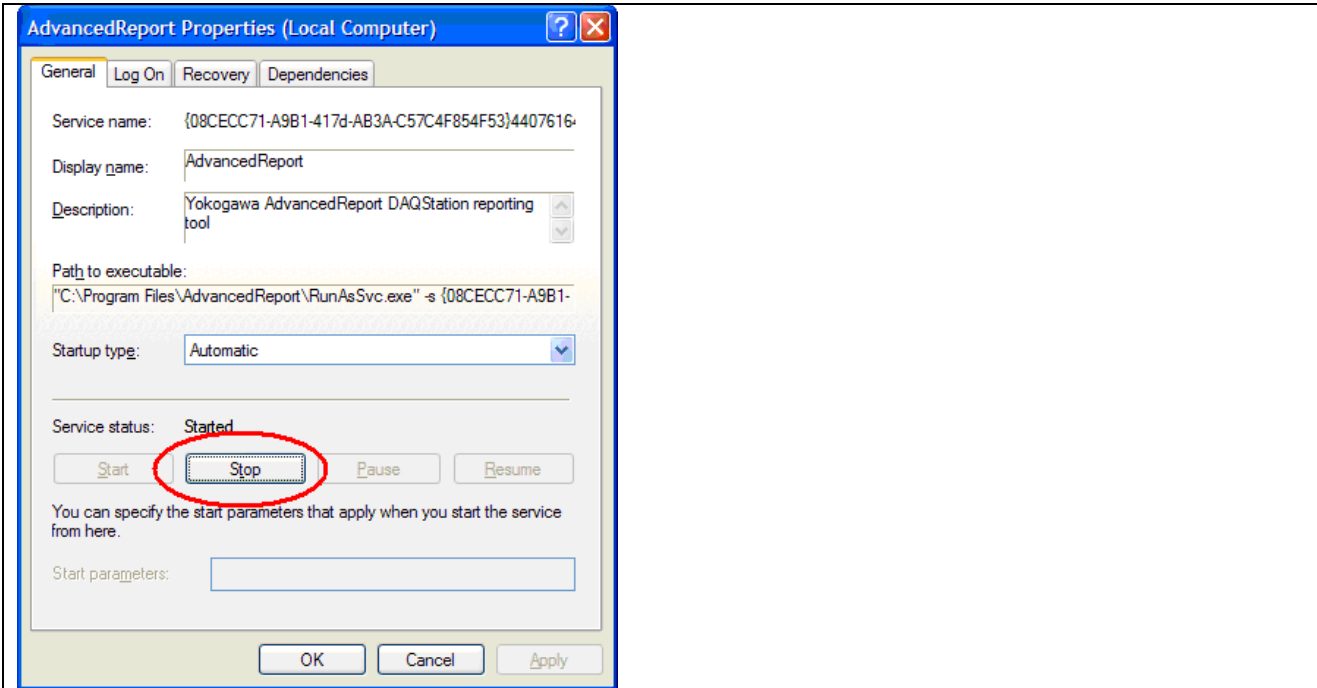 AdvancedReport Properties (Local Computer)
General Log On Recovery Dependencies
Service name: {08CECC71-A9B1-417d-AB3A-C57C4F854F53}4407616
Display name: AdvancedReport
Description: Yokogawa AdvancedReport DAQStation reporting
tool
Path to executable:
"C:\Program Files\AdvancedReport\RunAsSvc.exe" -s {08CECC71-A9B1-
Startup type: Automatic
Service status: Started
Start Stop Pause Resume
You can specify the start parameters that apply when you start the service
from here.
Start parameters:
OK Cancel Apply